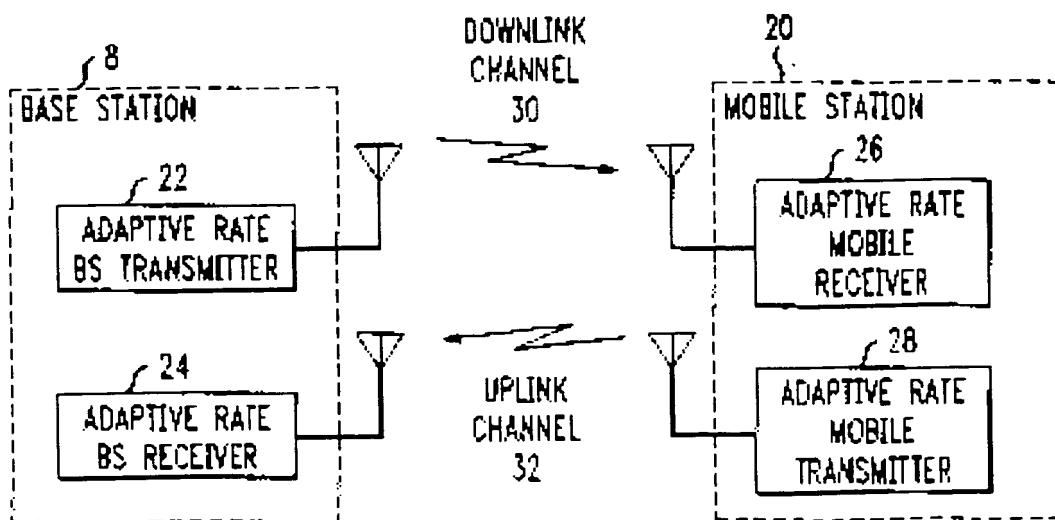 8
BASE STATION
22
ADAPTIVE RATE
BS TRANSMITTER
24
ADAPTIVE RATE
BS RECEIVER
DOWNLINK
CHANNEL
30
UPLINK
CHANNEL
32
20
MOBILE STATION
26
ADAPTIVE RATE
MOBILE
RECEIVER
28
ADAPTIVE RATE
MOBILE
TRANSMITTER